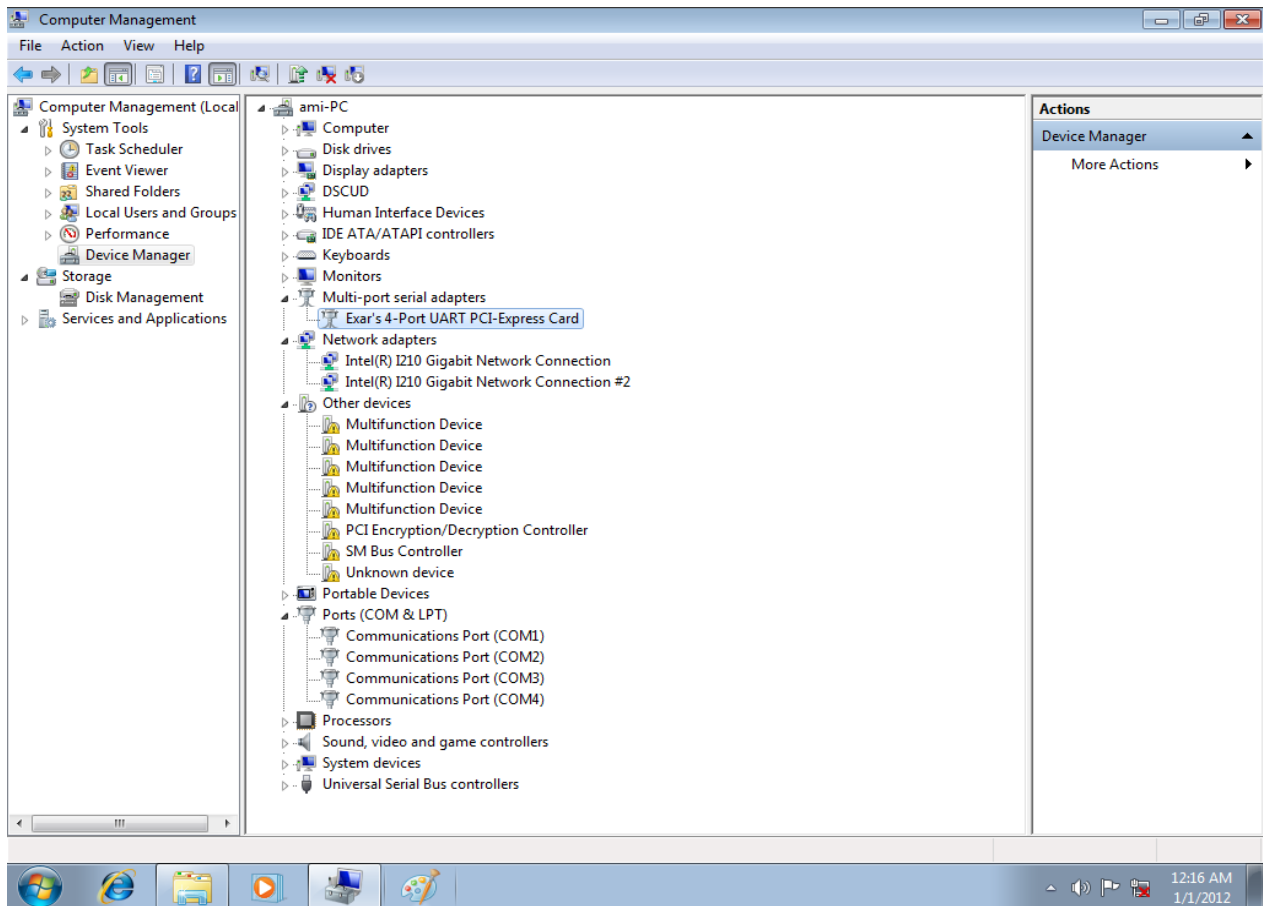 Computer Management
File Action View Help
Computer Management (Local
System Tools
Task Scheduler
Event Viewer
Shared Folders
Local Users and Groups
Performance
Device Manager
Storage
Disk Management
Services and Applications
ami-PC
Computer
Disk drives
Display adapters
DSCUD
Human Interface Devices
IDE ATA/ATAPI controllers
Keyboards
Monitors
Multi-port serial adapters
Exar's 4-Port UART PCI-Express Card
Network adapters
Intel(R) I210 Gigabit Network Connection
Intel(R) I210 Gigabit Network Connection #2
Other devices
Multifunction Device
Multifunction Device
Multifunction Device
Multifunction Device
Multifunction Device
PCI Encryption/Decryption Controller
SM Bus Controller
Unknown device
Portable Devices
Ports (COM & LPT)
Communications Port (COM1)
Communications Port (COM2)
Communications Port (COM3)
Communications Port (COM4)
Processors
Sound, video and game controllers
System devices
Universal Serial Bus controllers
Actions
Device Manager
More Actions
12:16 AM
1/1/2012